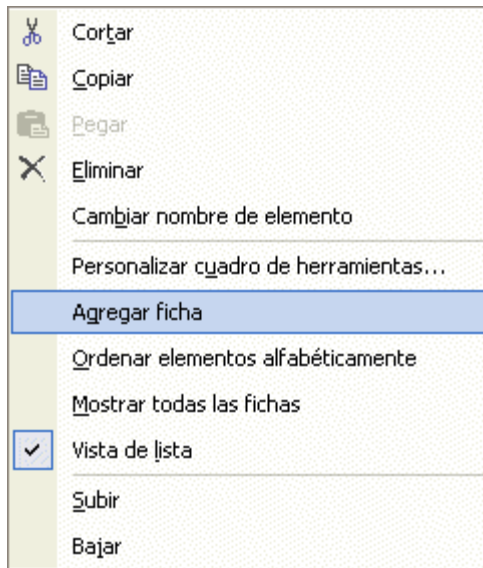 Cortar
Copiar
Pegar
Eliminar
Cambiar nombre de elemento
Personalizar cuadro de herramientas...
Agregar ficha
Ordenar elementos alfabéticamente
Mostrar todas las fichas
Vista de lista
Subir
Bajar